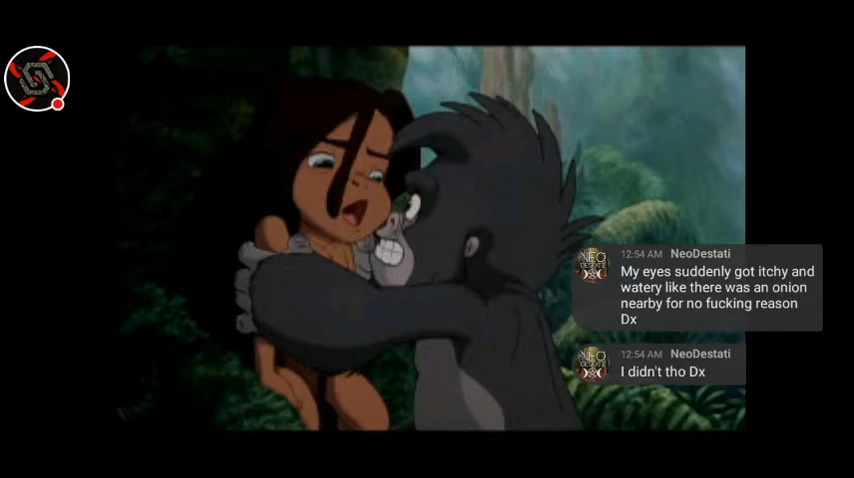 12:54 AM NeoDestati
My eyes suddenly got itchy and
watery like there was an onion
nearby for no fucking reason
Dx
12:54 AM NeoDestati
I didn't tho Dx